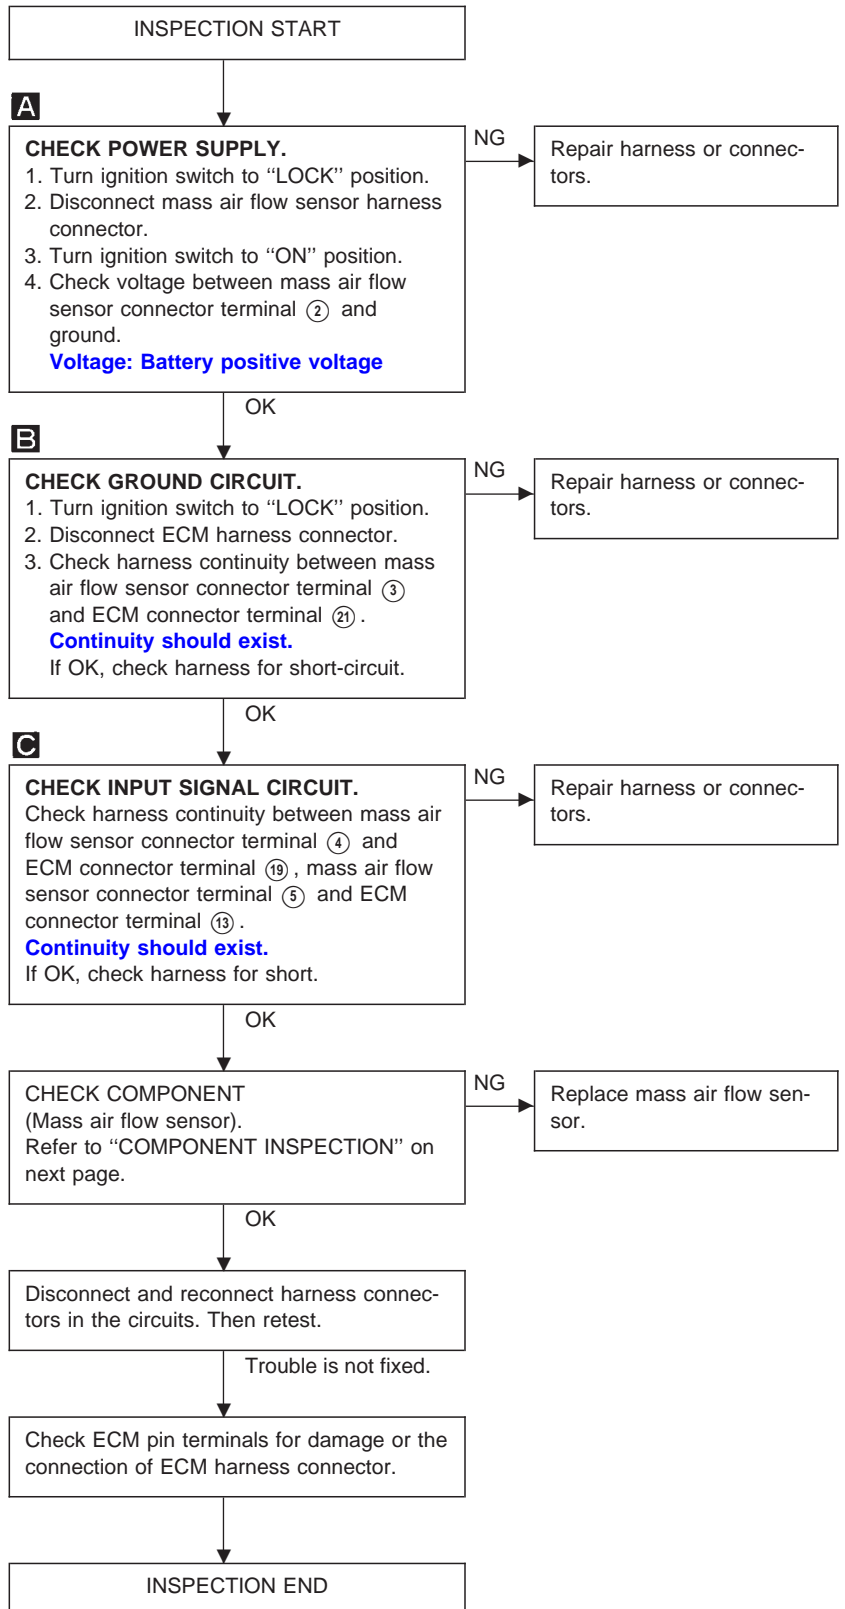 INSPECTION START
A
CHECK POWER SUPPLY.
1. Turn ignition switch to ‘‘LOCK’’ position.
2. Disconnect mass air flow sensor harness
connector.
3. Turn ignition switch to ‘‘ON’’ position.
4. Check voltage between mass air flow
sensor connector terminal ② and
ground.
Voltage: Battery positive voltage
NG
Repair harness or connec-
tors.
OK
B
CHECK GROUND CIRCUIT.
1. Turn ignition switch to ‘‘LOCK’’ position.
2. Disconnect ECM harness connector.
3. Check harness continuity between mass
air flow sensor connector terminal ③
and ECM connector terminal ㉑.
Continuity should exist.
If OK, check harness for short-circuit.
NG
Repair harness or connec-
tors.
OK
C
CHECK INPUT SIGNAL CIRCUIT.
Check harness continuity between mass air
flow sensor connector terminal ④ and
ECM connector terminal ⑲, mass air flow
sensor connector terminal ⑤ and ECM
connector terminal ⑬.
Continuity should exist.
If OK, check harness for short.
NG
Repair harness or connec-
tors.
OK
CHECK COMPONENT
(Mass air flow sensor).
Refer to ‘‘COMPONENT INSPECTION’’ on
next page.
NG
Replace mass air flow sen-
sor.
OK
Disconnect and reconnect harness connec-
tors in the circuits. Then retest.
Trouble is not fixed.
Check ECM pin terminals for damage or the
connection of ECM harness connector.
INSPECTION END